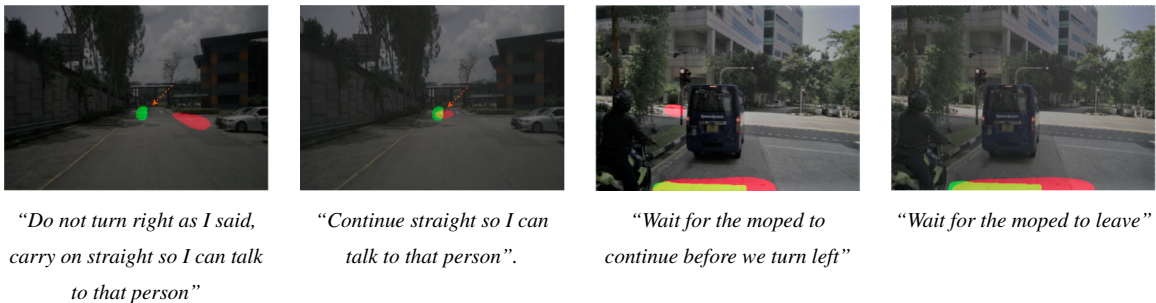 “Do not turn right as I said,
carry on straight so I can talk
to that person”
“Continue straight so I can
talk to that person”.
“Wait for the moped to
continue before we turn left”
“Wait for the moped to leave”